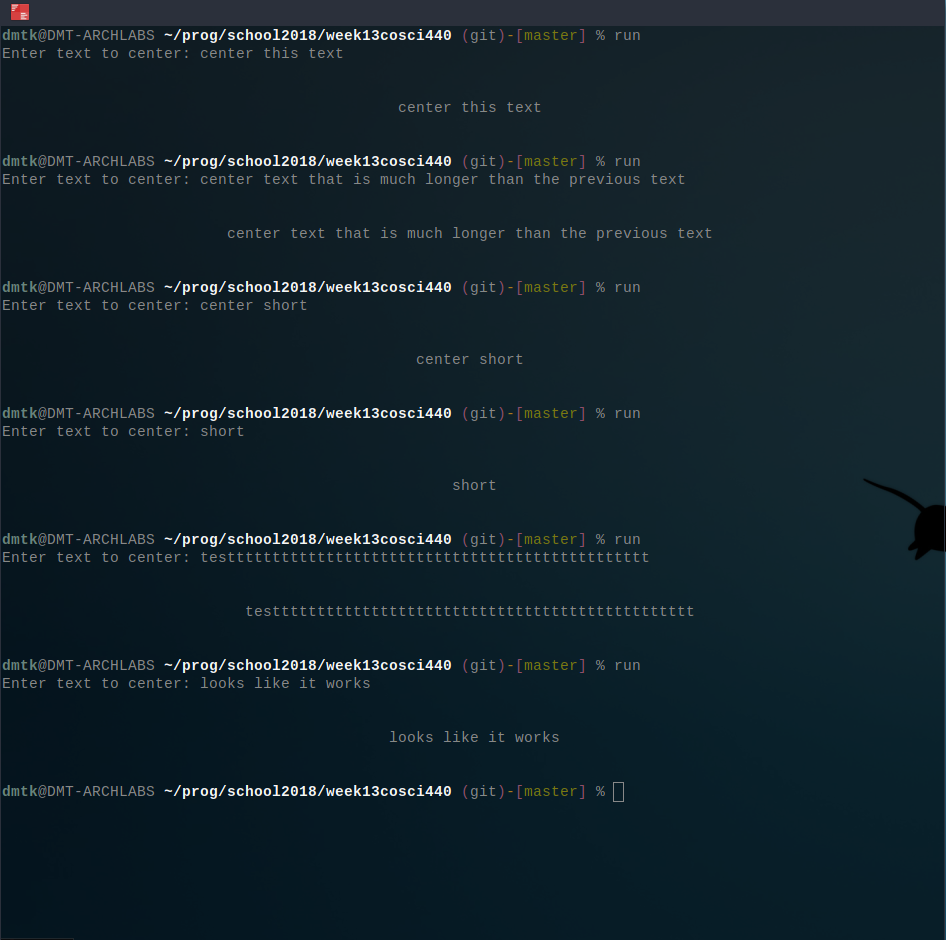 dmtk@DMT-ARCHLABS ~/prog/school2018/week13cosci440 (git)-[master] % run
Enter text to center: center this text
center this text
dmtk@DMT-ARCHLABS ~/prog/school2018/week13cosci440 (git)-[master] % run
Enter text to center: center text that is much longer than the previous text
center text that is much longer than the previous text
dmtk@DMT-ARCHLABS ~/prog/school2018/week13cosci440 (git)-[master] % run
Enter text to center: center short
center short
dmtk@DMT-ARCHLABS ~/prog/school2018/week13cosci440 (git)-[master] % run
Enter text to center: short
short
dmtk@DMT-ARCHLABS ~/prog/school2018/week13cosci440 (git)-[master] % run
Enter text to center: testtttttttttttttttttttttttttttttttttttttttttttttt
testtttttttttttttttttttttttttttttttttttttttttttttt
dmtk@DMT-ARCHLABS ~/prog/school2018/week13cosci440 (git)-[master] % run
Enter text to center: looks like it works
looks like it works
dmtk@DMT-ARCHLABS ~/prog/school2018/week13cosci440 (git)-[master] %